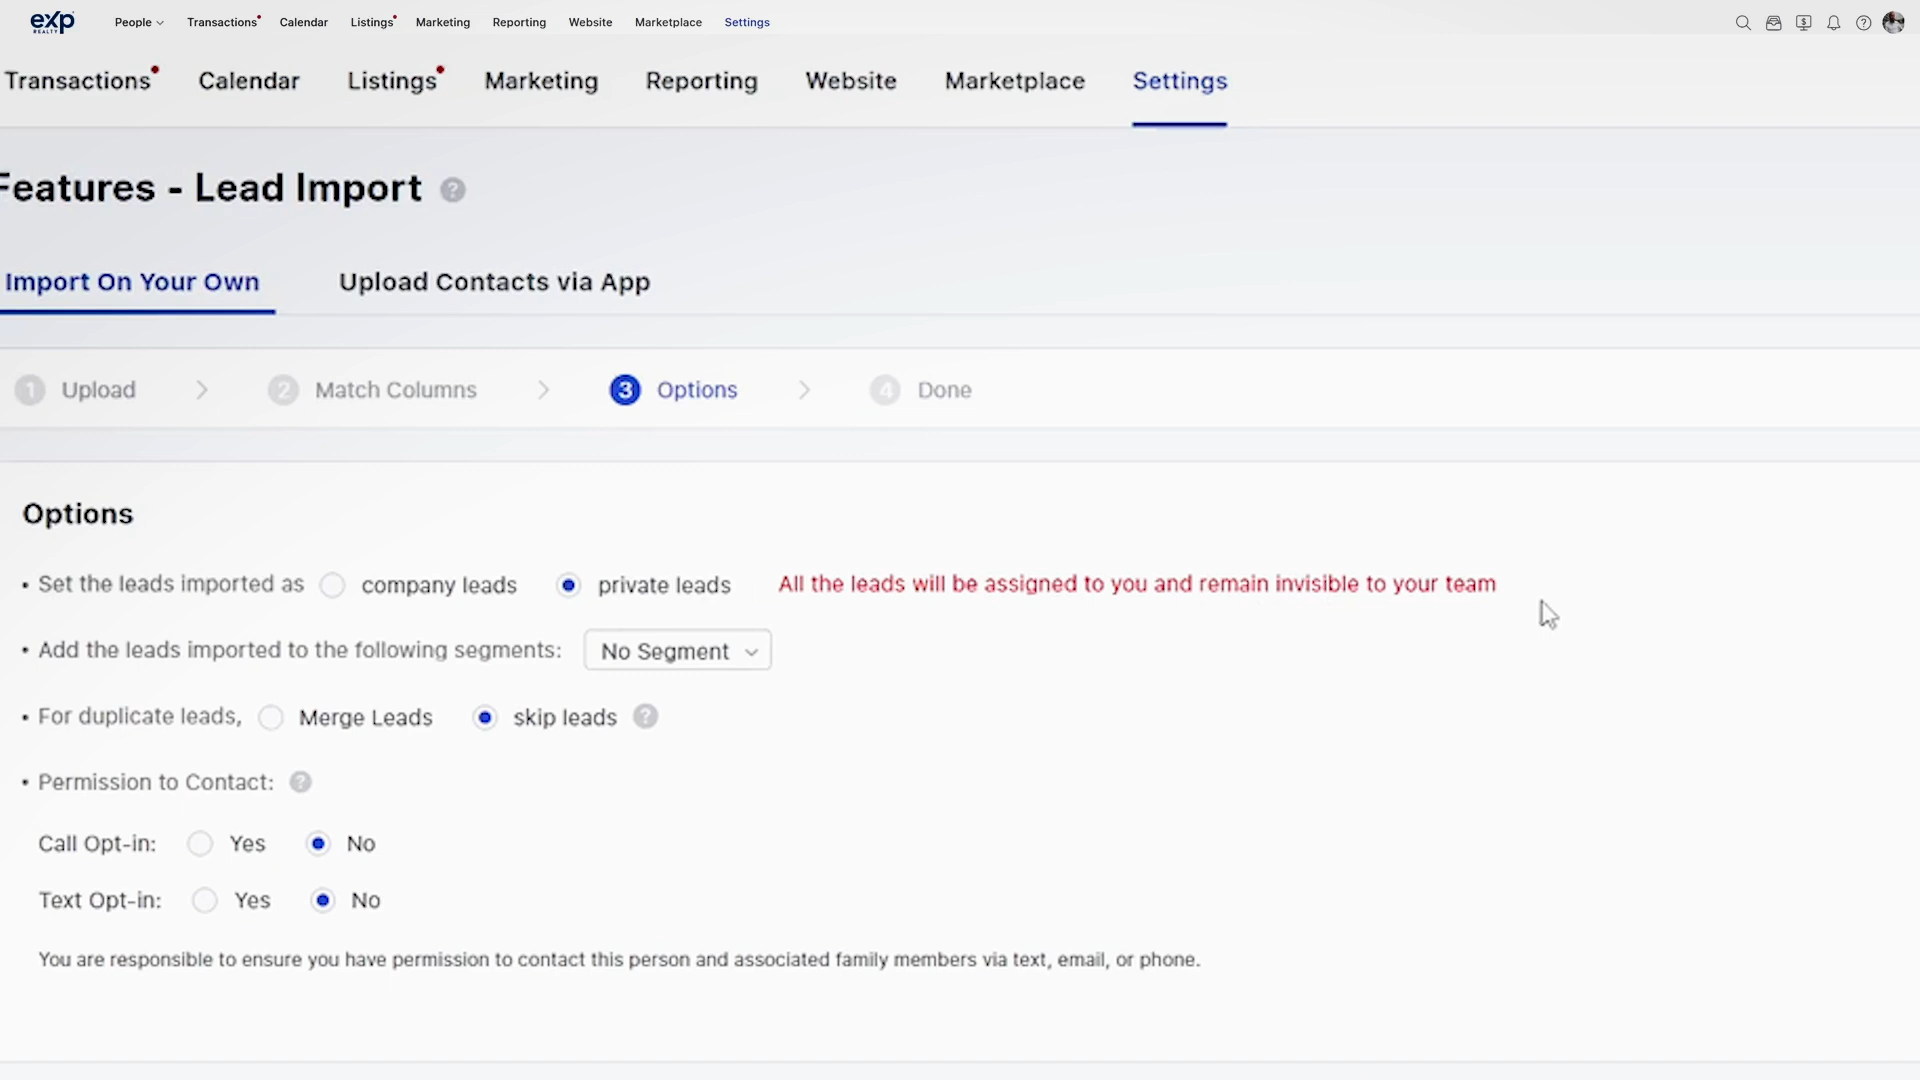 exp REALTY People Transactions Calendar Listings Marketing Reporting Website Marketplace Settings
Transactions Calendar Listings Marketing Reporting Website Marketplace Settings
Features - Lead Import ?
Import On Your Own Upload Contacts via App
1 Upload 2 Match Columns 3 Options 4 Done
Options
• Set the leads imported as company leads private leads All the leads will be assigned to you and remain invisible to your team
• Add the leads imported to the following segments: No Segment
• For duplicate leads, Merge Leads skip leads ?
• Permission to Contact: ?
Call Opt-in: Yes No
Text Opt-in: Yes No
You are responsible to ensure you have permission to contact this person and associated family members via text, email, or phone.